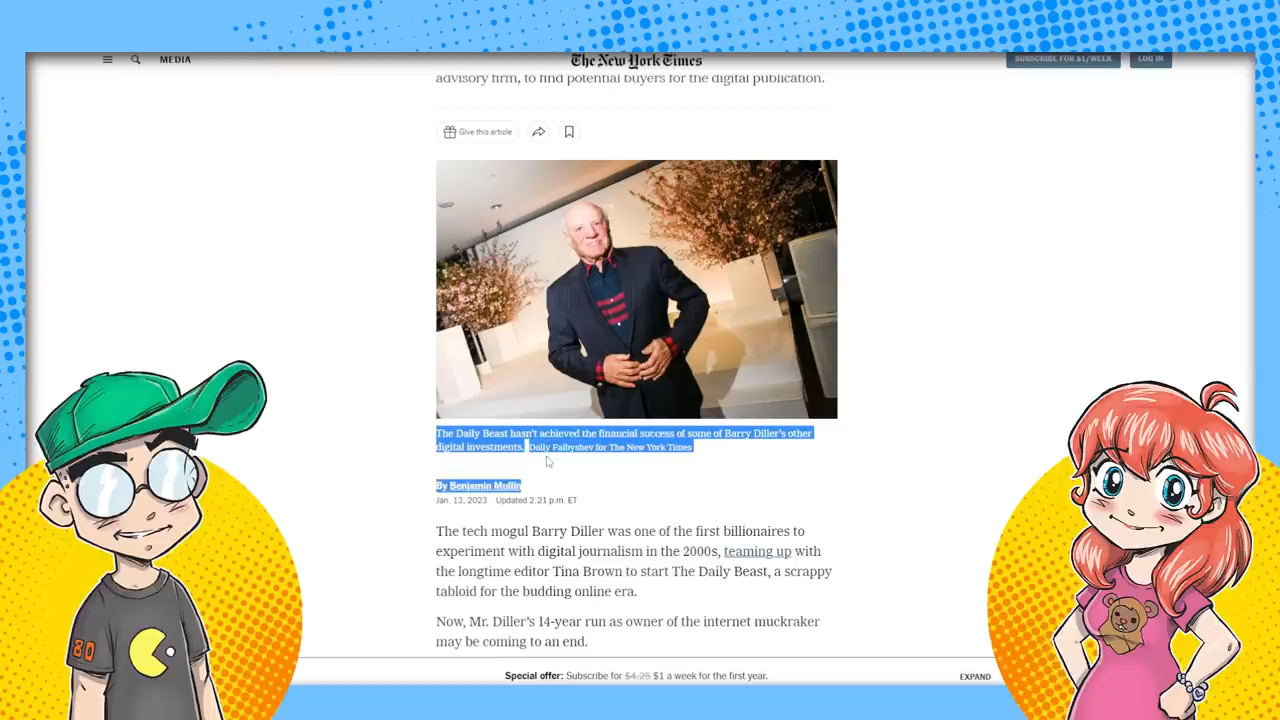 MEDIA
The New York Times
SUBSCRIBE FOR $1/WEEK
LOG IN
advisory firm, to find potential buyers for the digital publication.
Give this article
The Daily Beast hasn't achieved the financial success of some of Barry Diller's other
digital investments. Dolly Faibyshev for The New York Times
By Benjamin Mullin
Jan. 13, 2023 Updated 2:21 p.m. ET
The tech mogul Barry Diller was one of the first billionaires to
experiment with digital journalism in the 2000s, teaming up with
the longtime editor Tina Brown to start The Daily Beast, a scrappy
tabloid for the budding online era.
Now, Mr. Diller's 14-year run as owner of the internet muckraker
may be coming to an end.
Special offer: Subscribe for $4.25 $1 a week for the first year.
EXPAND
80